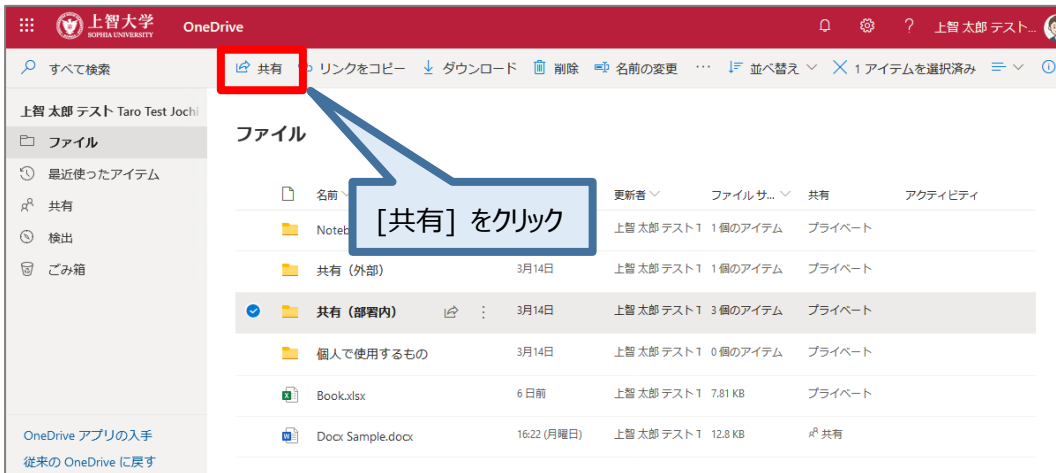 上智大学
SOPHIA UNIVERSITY
OneDrive
? 上智 太郎 テスト...
すべて検索
共有 リンクをコピー ダウンロード 削除 名前の変更 … 並べ替え 1 アイテムを選択済み
上智 太郎 テスト Taro Test Jochi
ファイル
最近使ったアイテム
共有
検出
ごみ箱
OneDrive アプリの入手
従来の OneDrive に戻す
ファイル
名前 更新者 ファイル サ... 共有 アクティビティ
[共有] をクリック
上智 太郎 テスト 1 1 個のアイテム プライベート
共有（外部） 3月14日 上智 太郎 テスト 1 1 個のアイテム プライベート
共有（部署内） 3月14日 上智 太郎 テスト 1 3 個のアイテム プライベート
個人で使用するもの 3月14日 上智 太郎 テスト 1 0 個のアイテム プライベート
Book.xlsx 6 日前 上智 太郎 テスト 1 7.81 KB プライベート
Docx Sample.docx 16:22 (月曜日) 上智 太郎 テスト 1 12.8 KB 共有